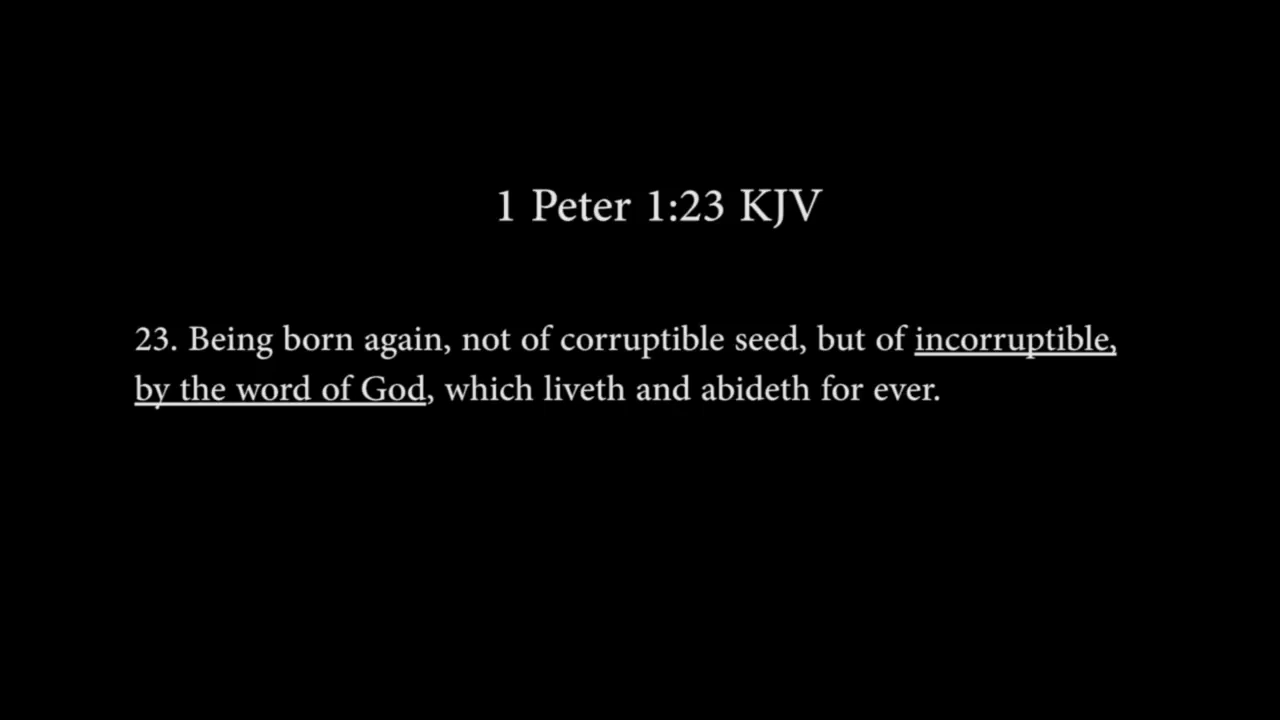 1 Peter 1:23 KJV
23. Being born again, not of corruptible seed, but of incorruptible,
by the word of God, which liveth and abideth for ever.